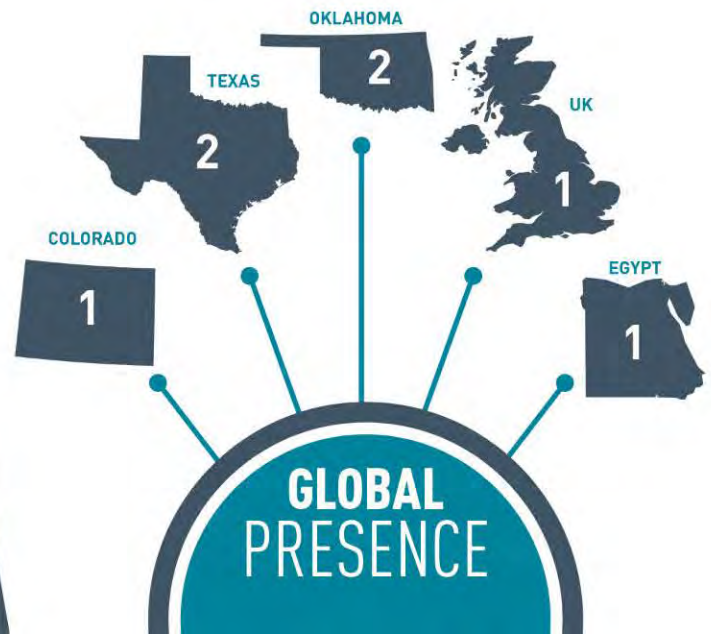 OKLAHOMA
2
TEXAS
2
UK
1
COLORADO
1
EGYPT
1
GLOBAL
PRESENCE